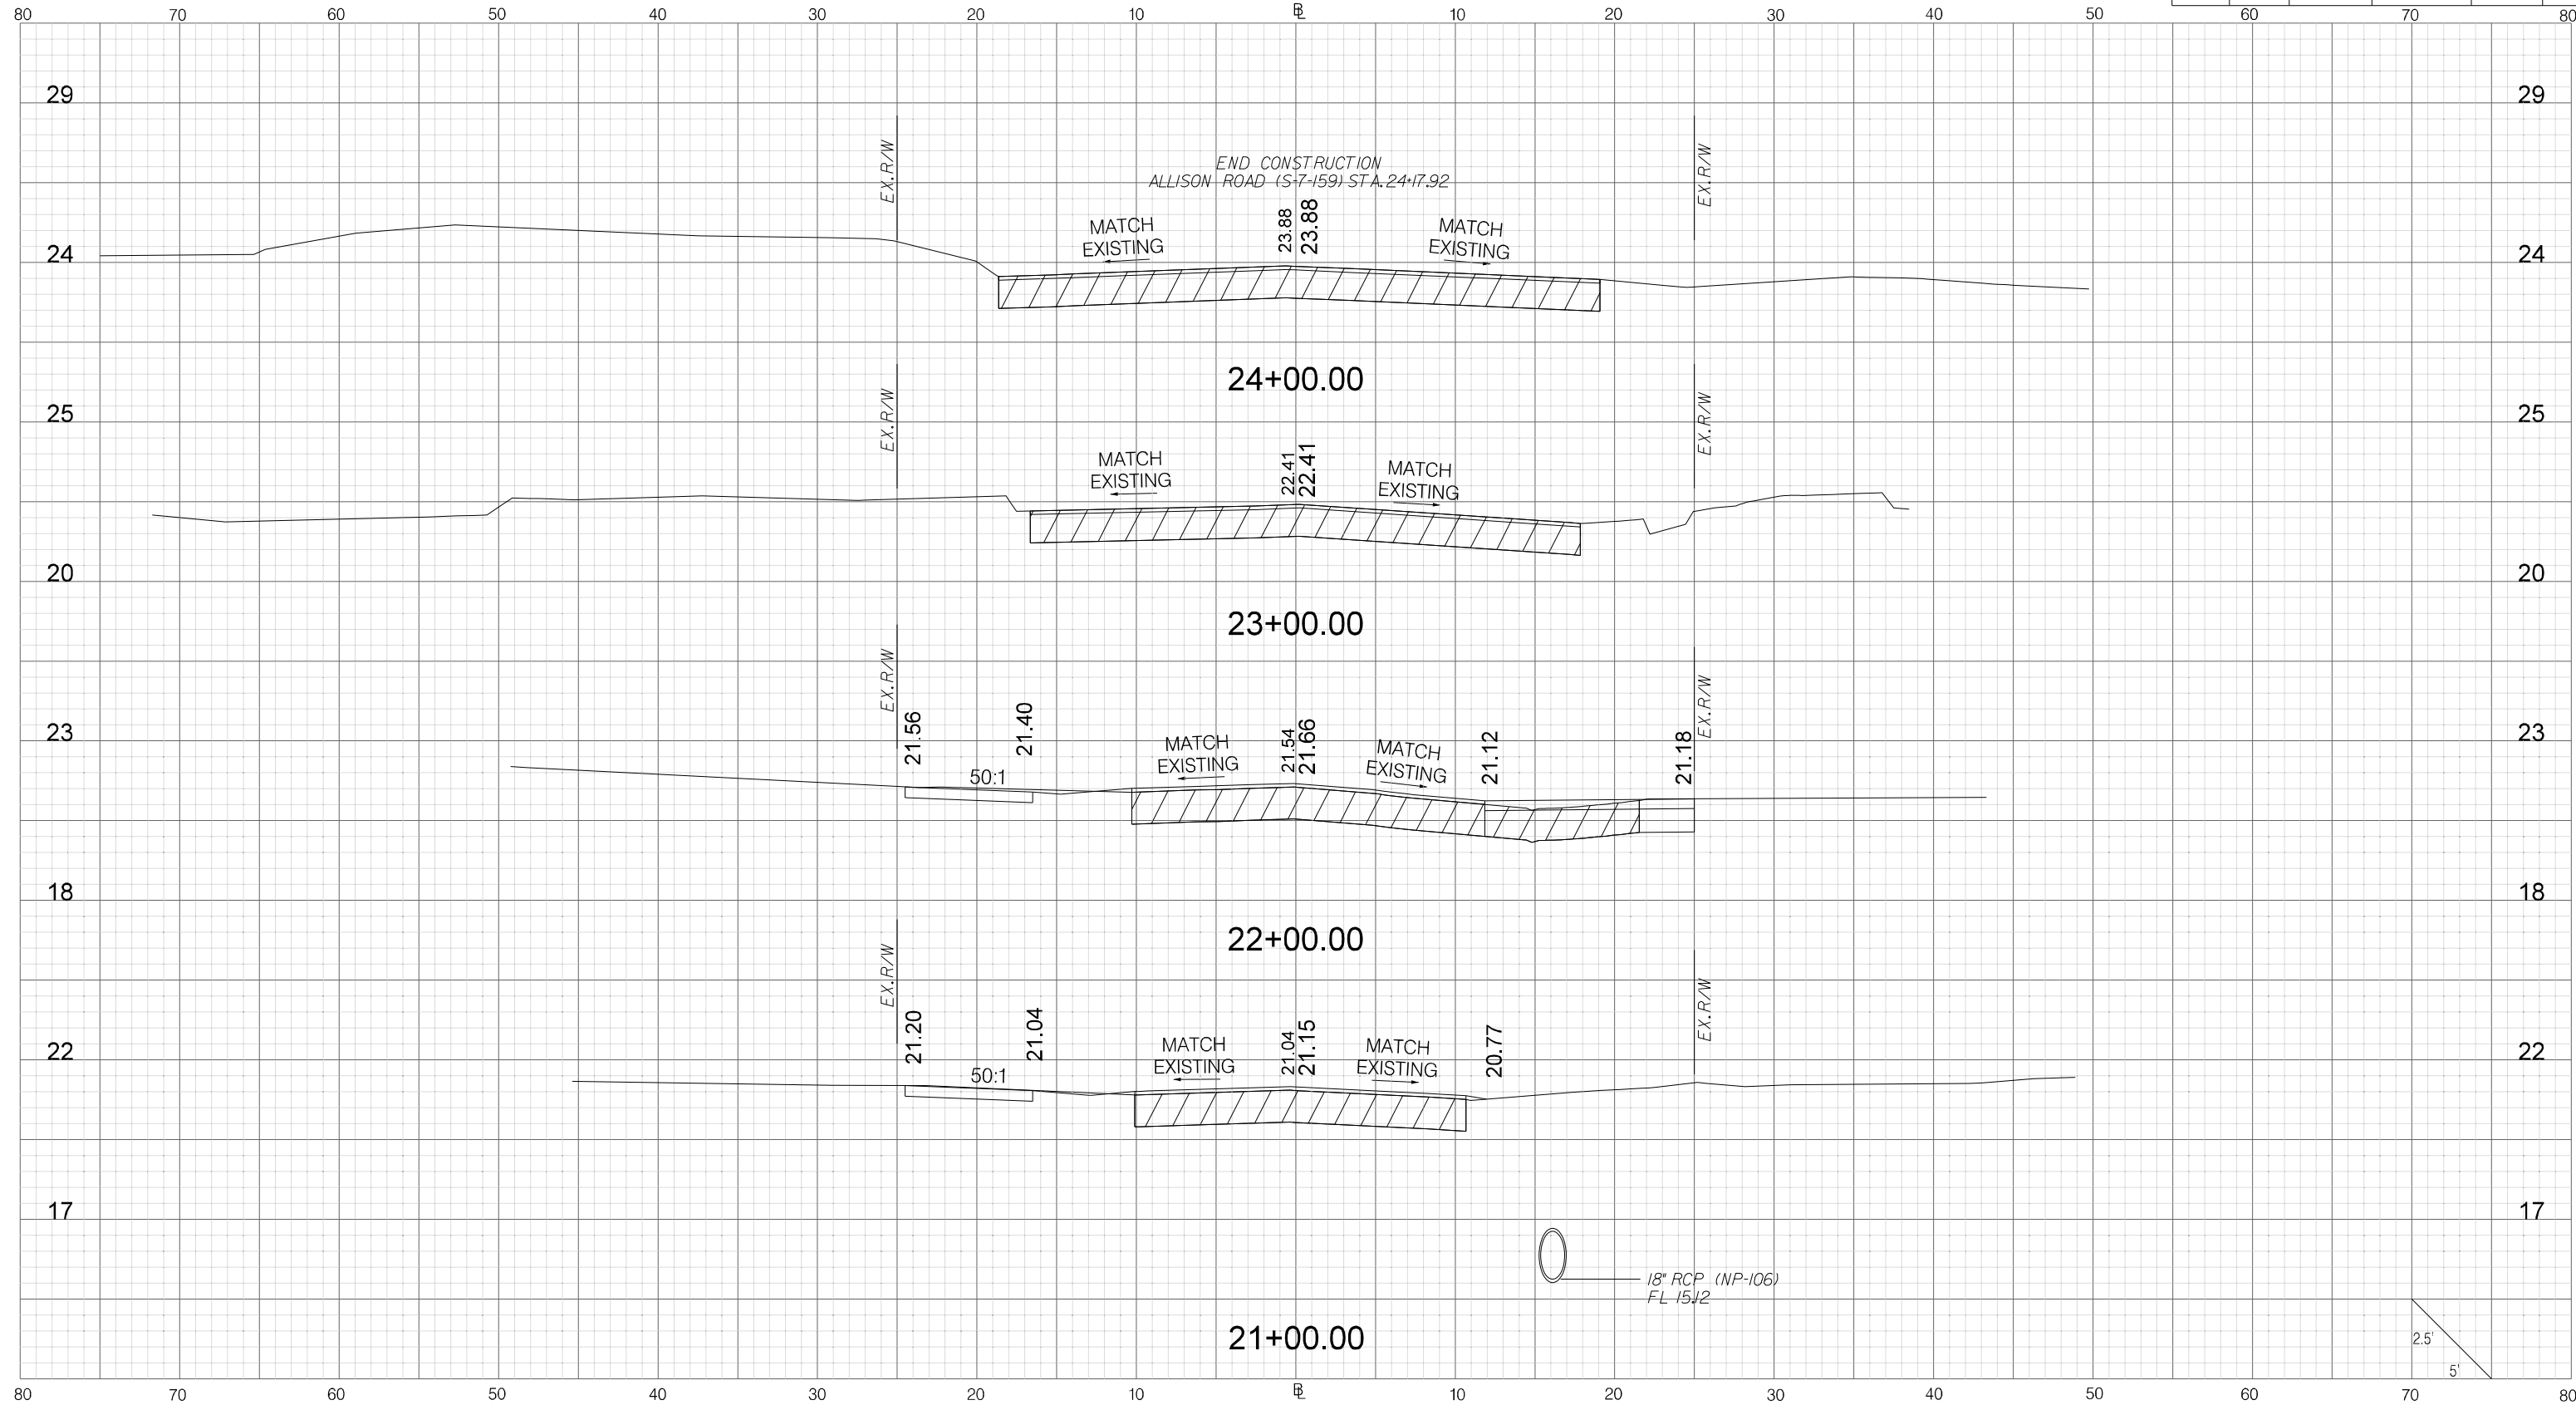 80 70 60 50 40 30 20 10 ℄ 10 20 30 40 50 60 70 80
29 29
EX.R/W EX.R/W
END CONSTRUCTION
ALLISON ROAD (S-7-159) STA. 24+17.92
MATCH EXISTING 23.88 23.88 MATCH EXISTING
24 24
24+00.00
25 25
EX.R/W EX.R/W
MATCH EXISTING 22.41 22.41 MATCH EXISTING
20 20
23+00.00
EX.R/W EX.R/W
23 23
21.56 21.40 MATCH EXISTING 21.54 21.66 MATCH EXISTING 21.12 21.18
50:1
18 18
22+00.00
EX.R/W EX.R/W
22 22
21.20 21.04 MATCH EXISTING 21.04 21.15 MATCH EXISTING 20.77
50:1
17 17
18" RCP (NP-106)
FL 15.12
21+00.00
2.5'
5'
80 70 60 50 40 30 20 10 ℄ 10 20 30 40 50 60 70 80